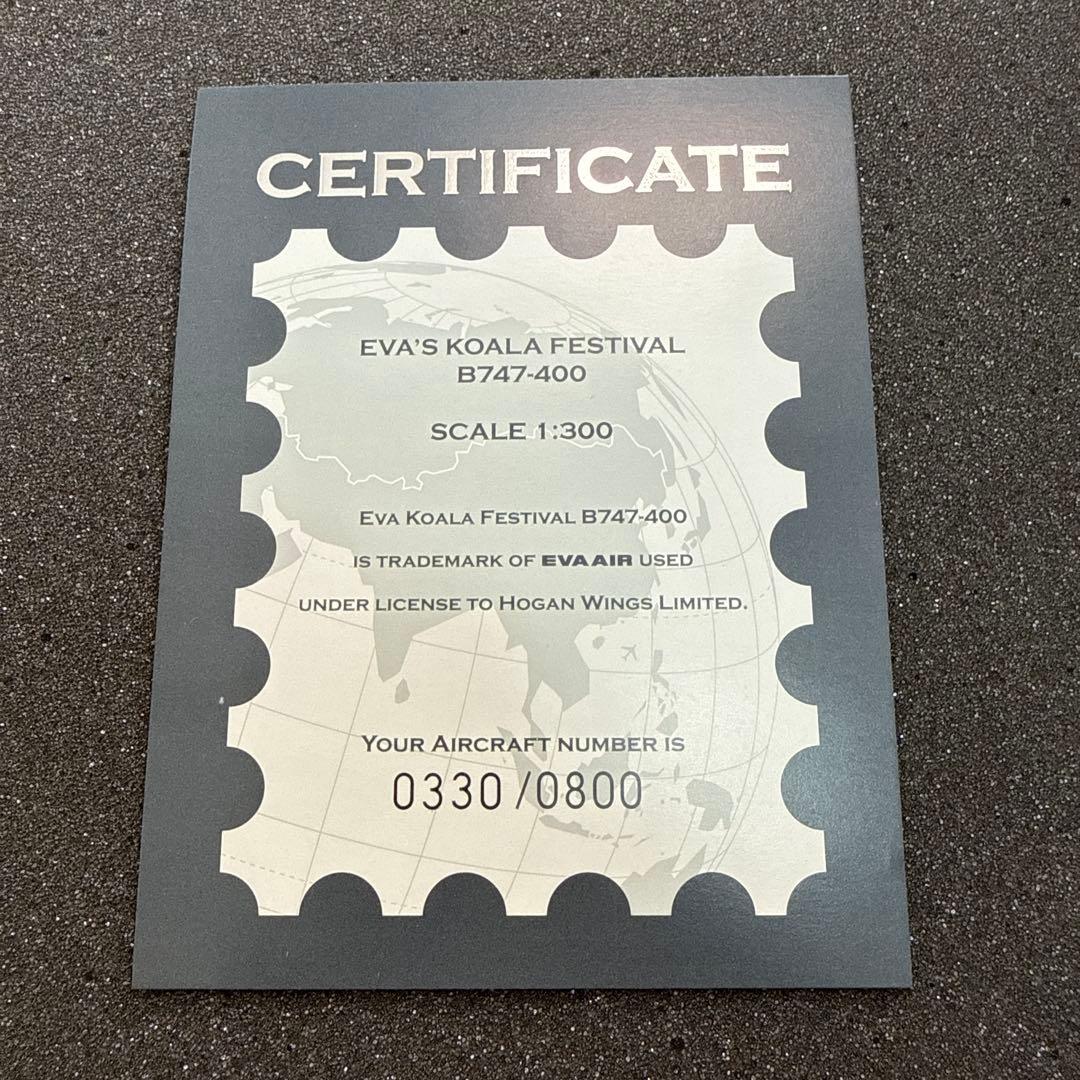 CERTIFICATE
EVA'S KOALA FESTIVAL
B747-400
SCALE 1:300
EVA KOALA FESTIVAL B747-400
IS TRADEMARK OF EVA AIR USED
UNDER LICENSE TO HOGAN WINGS LIMITED.
YOUR AIRCRAFT NUMBER IS
0330/0800